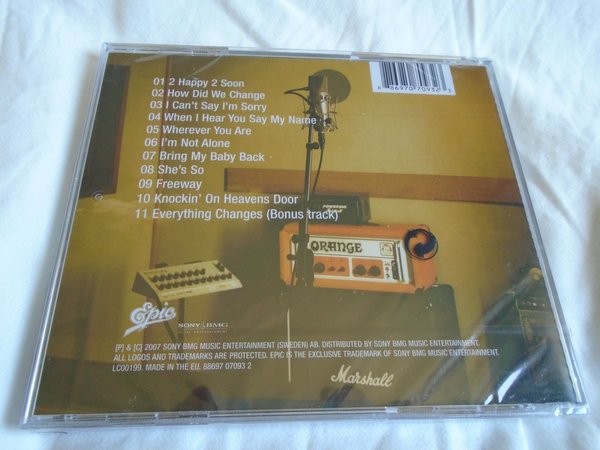 01 2 Happy 2 Soon
02 How Did We Change
03 I Can't Say I'm Sorry
04 When I Hear You Say My Name
05 Wherever You Are
06 I'm Not Alone
07 Bring My Baby Back
08 She's So
09 Freeway
10 Knockin' On Heavens Door
11 Everything Changes (Bonus track)
ORANGE
Epic
SONY BMG
MUSIC ENTERTAINMENT
[P] & [C] 2007 SONY BMG MUSIC ENTERTAINMENT (SWEDEN) AB. DISTRIBUTED BY SONY BMG MUSIC ENTERTAINMENT.
ALL LOGOS AND TRADEMARKS ARE PROTECTED. EPIC IS THE EXCLUSIVE TRADEMARK OF SONY BMG MUSIC ENTERTAINMENT.
LC00199. MADE IN THE EU. 88697 07093 2
Marshall